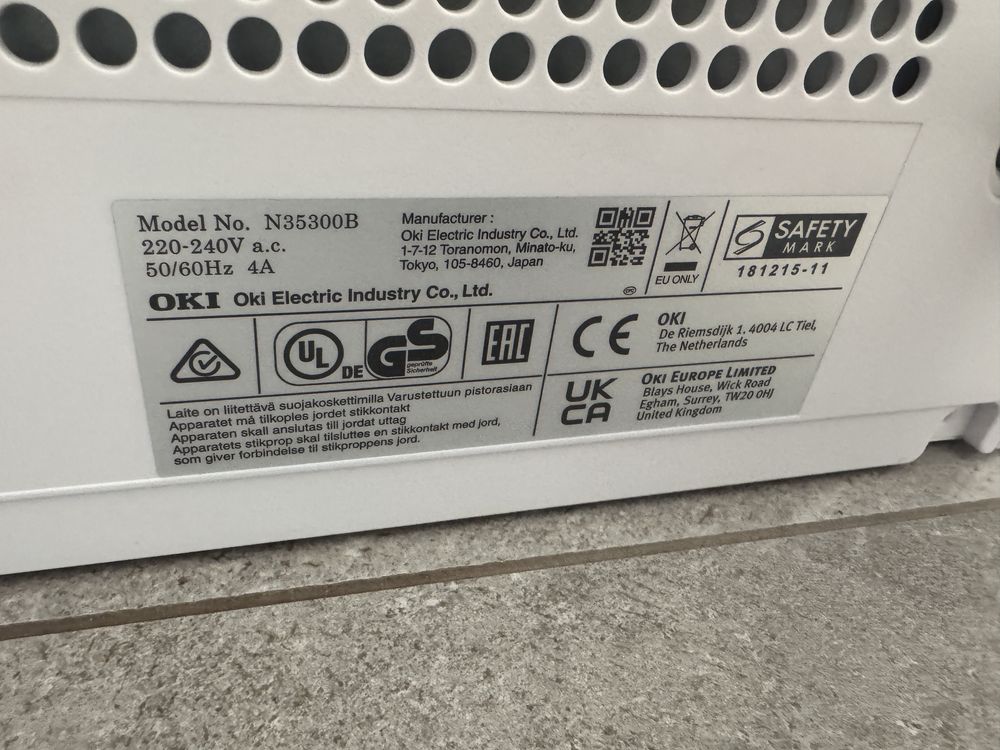 Model No. N35300B
220-240V a.c.
50/60Hz 4A
OKI Oki Electric Industry Co., Ltd.
Manufacturer :
Oki Electric Industry Co., Ltd.
1-7-12 Toranomon, Minato-ku,
Tokyo, 105-8460, Japan
EU ONLY
SAFETY
MARK
181215-11
UL
DE
GS
geprüfte
Sicherheit
EAC
CE
OKI
De Riemsdijk 1, 4004 LC Tiel,
The Netherlands
UK
CA
OKI EUROPE LIMITED
Blays House, Wick Road
Egham, Surrey, TW20 0HJ
United Kingdom
Laite on liitettävä suojakoskettimilla Varustettuun pistorasiaan
Apparatet må tilkoples jordet stikkontakt
Apparaten skall anslutas till jordat uttag
Apparatets stikprop skal tilsluttes en stikkontakt med jord,
som giver forbindelse til stikproppens jord.